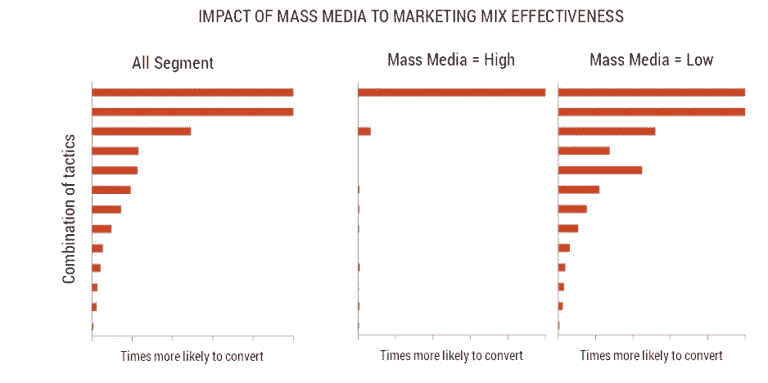 IMPACT OF MASS MEDIA TO MARKETING MIX EFFECTIVENESS
All Segment
Mass Media = High
Mass Media = Low
Combination of tactics
Times more likely to convert
Times more likely to convert
Times more likely to convert